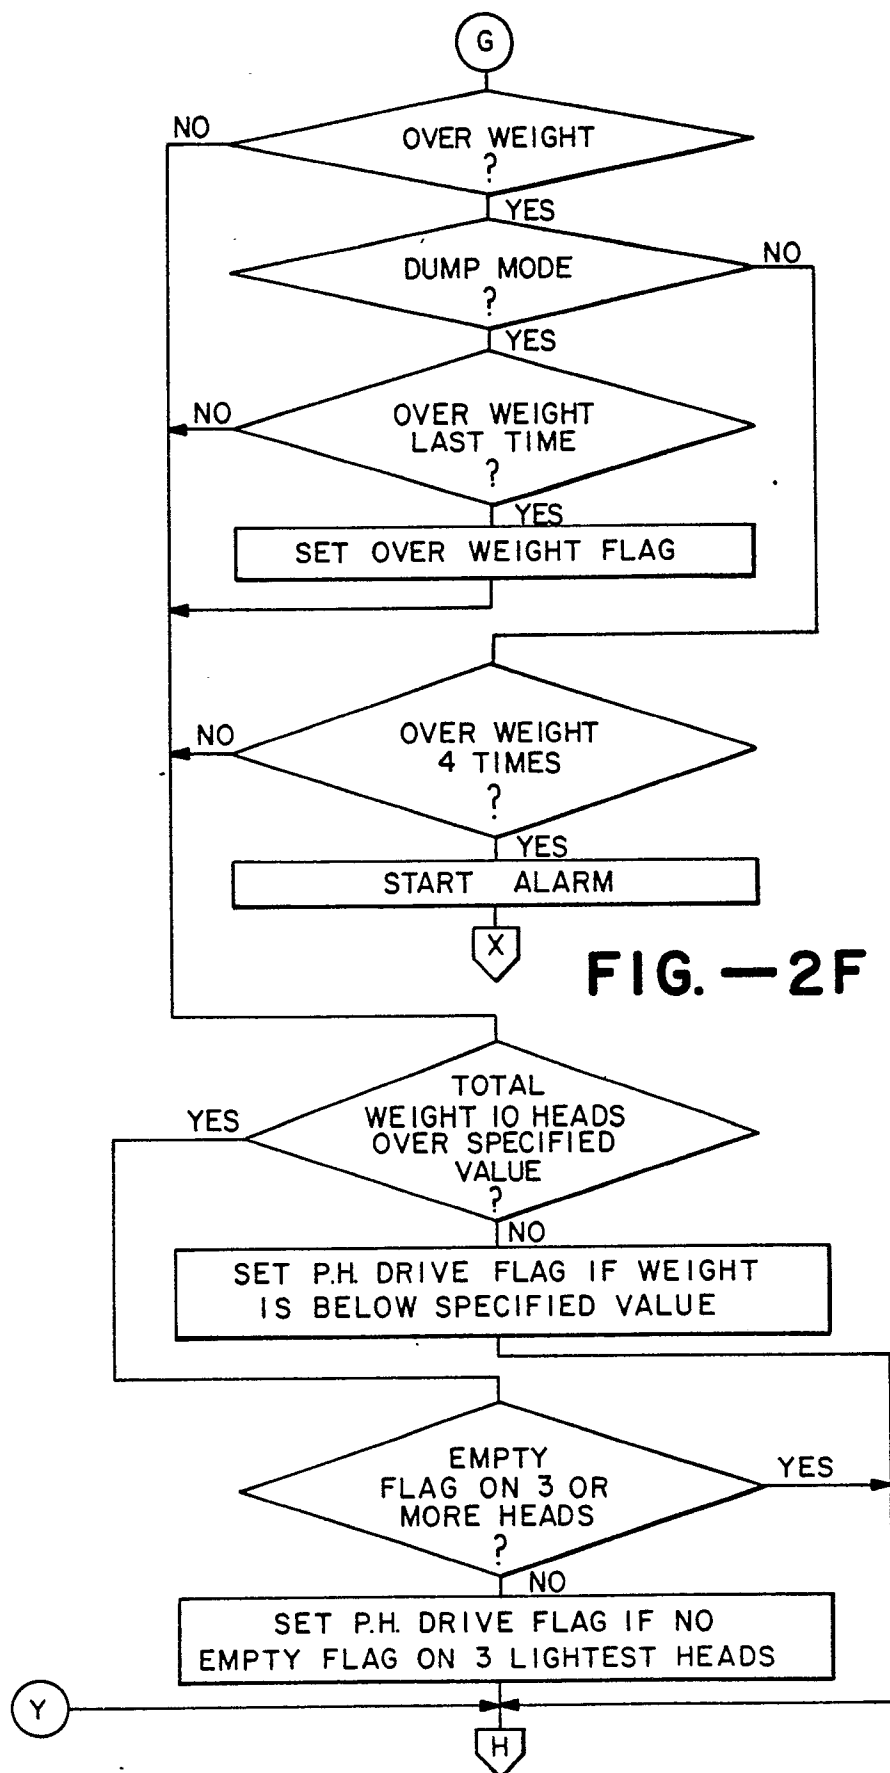 G
NO
OVER WEIGHT
?
YES
DUMP MODE
?
NO
YES
NO
OVER WEIGHT
LAST TIME
?
YES
SET OVER WEIGHT FLAG
NO
OVER WEIGHT
4 TIMES
?
YES
START ALARM
X
FIG.—2F
YES
TOTAL
WEIGHT 10 HEADS
OVER SPECIFIED
VALUE
?
NO
SET P.H. DRIVE FLAG IF WEIGHT
IS BELOW SPECIFIED VALUE
EMPTY
FLAG ON 3 OR
MORE HEADS
?
YES
NO
SET P.H. DRIVE FLAG IF NO
EMPTY FLAG ON 3 LIGHTEST HEADS
Y
H